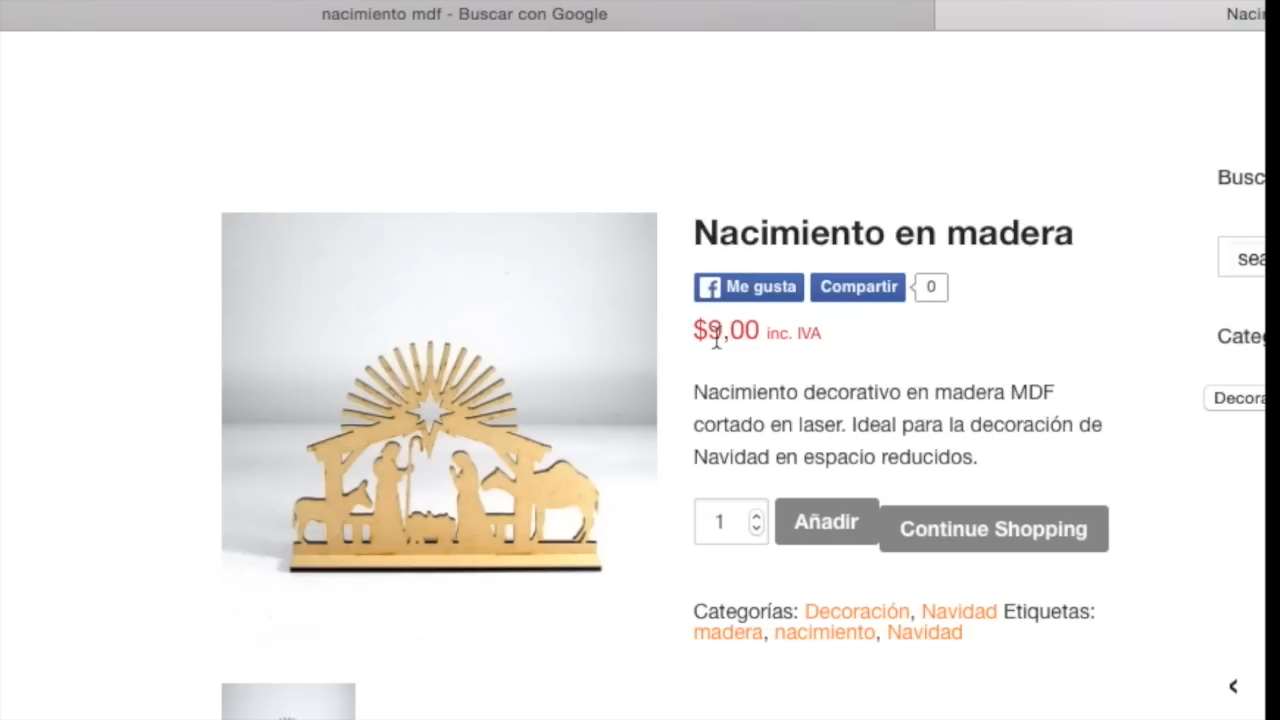 nacimiento mdf - Buscar con Google
Naci
Busc
Nacimiento en madera
sea
Me gusta Compartir 0
$9,00 inc. IVA
Cate
Nacimiento decorativo en madera MDF
Decora
cortado en laser. Ideal para la decoración de
Navidad en espacio reducidos.
1 Añadir Continue Shopping
Categorías: Decoración, Navidad Etiquetas:
madera, nacimiento, Navidad